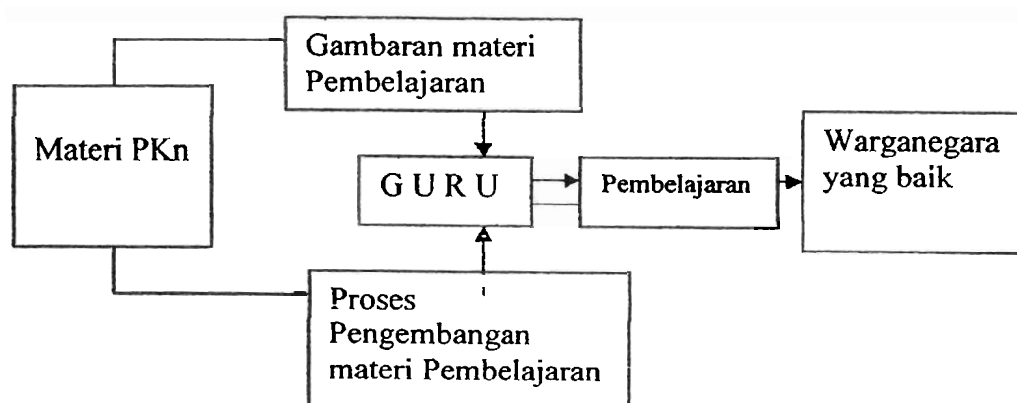 Gambaran materi
Pembelajaran
Materi PKn
G U R U
Pembelajaran
Warganegara
yang baik
Proses
Pengembangan
materi Pembelajaran